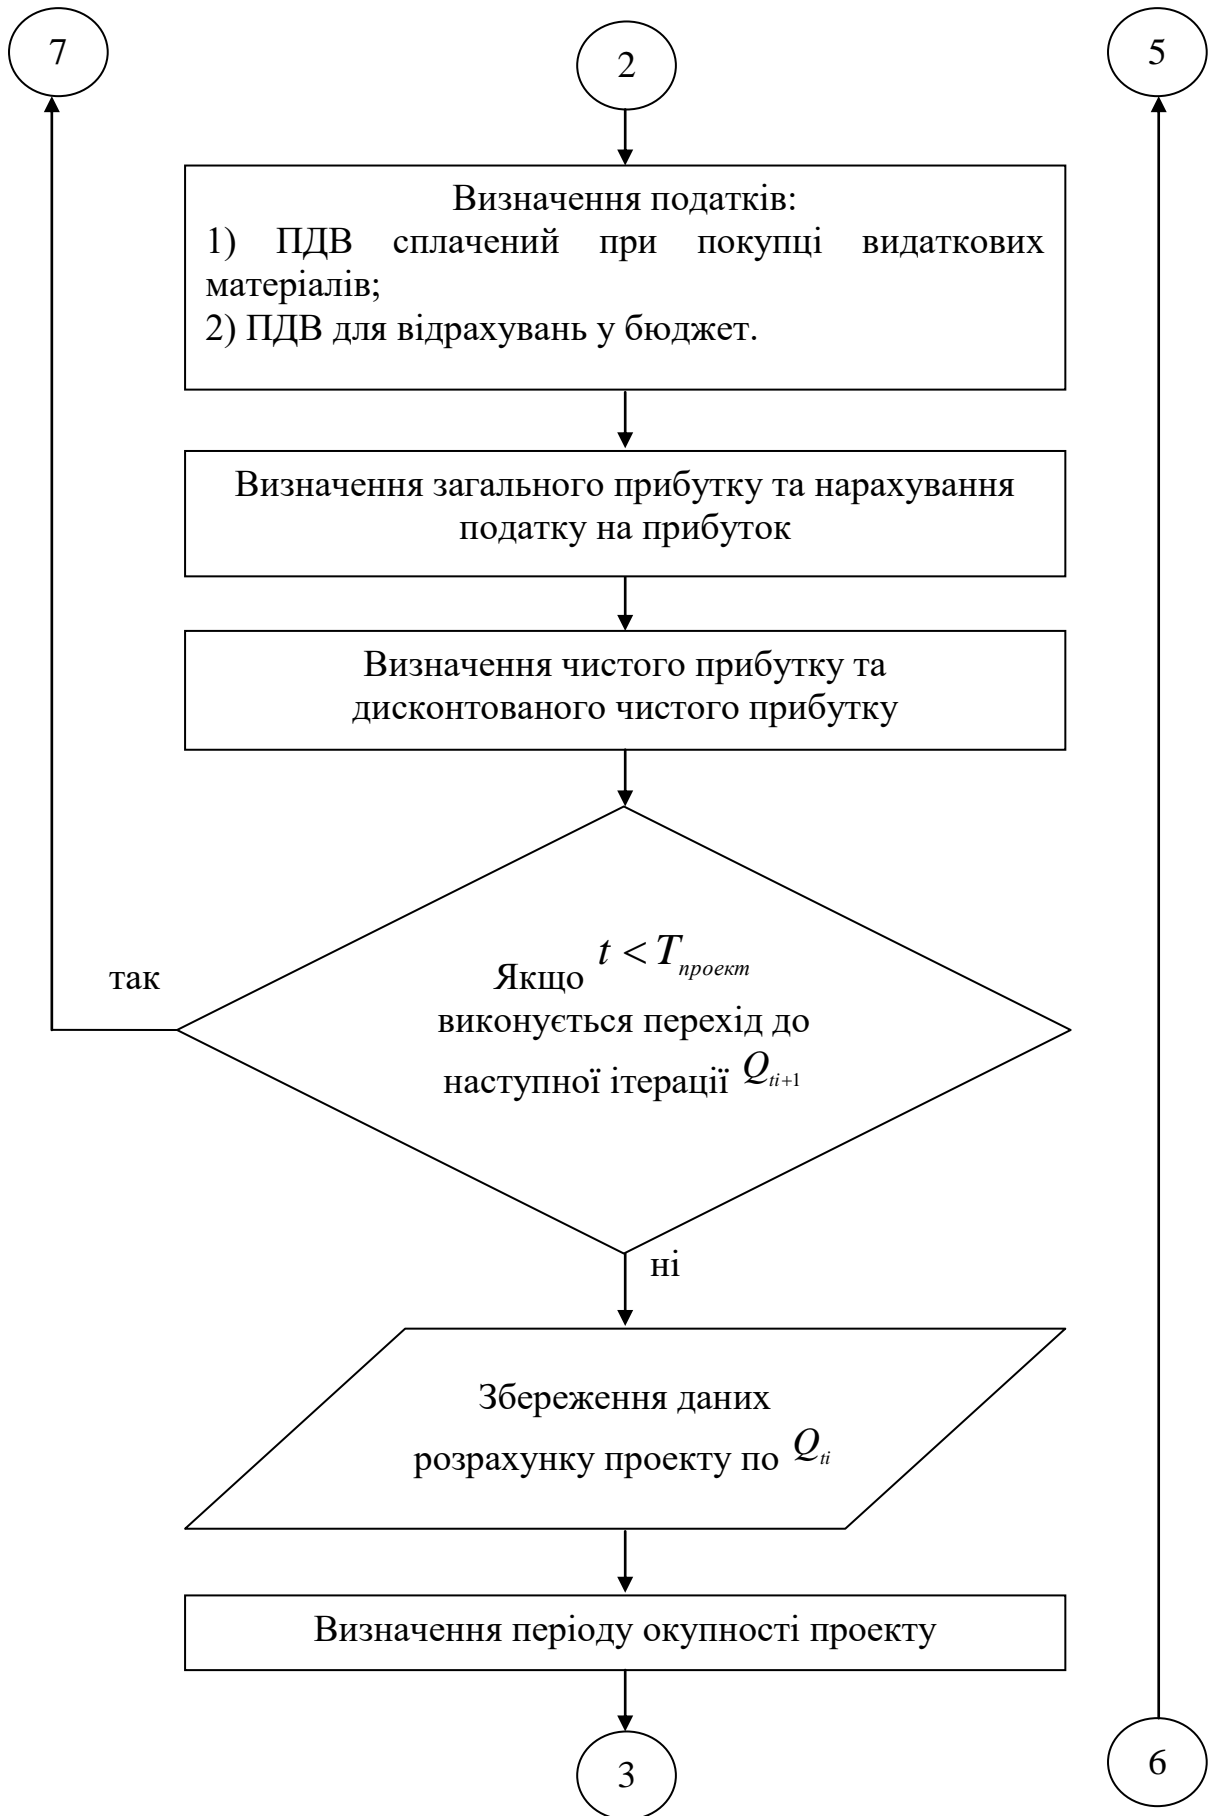 7
2
5
Визначення податків:
1) ПДВ сплачений при покупці видаткових
матеріалів;
2) ПДВ для відрахувань у бюджет.
Визначення загального прибутку та нарахування
податку на прибуток
Визначення чистого прибутку та
дисконтованого чистого прибутку
так
Якщо t < Tпроект
виконується перехід до
наступної ітерації Qti+1
ні
Збереження даних
розрахунку проекту по Qti
Визначення періоду окупності проекту
3
6